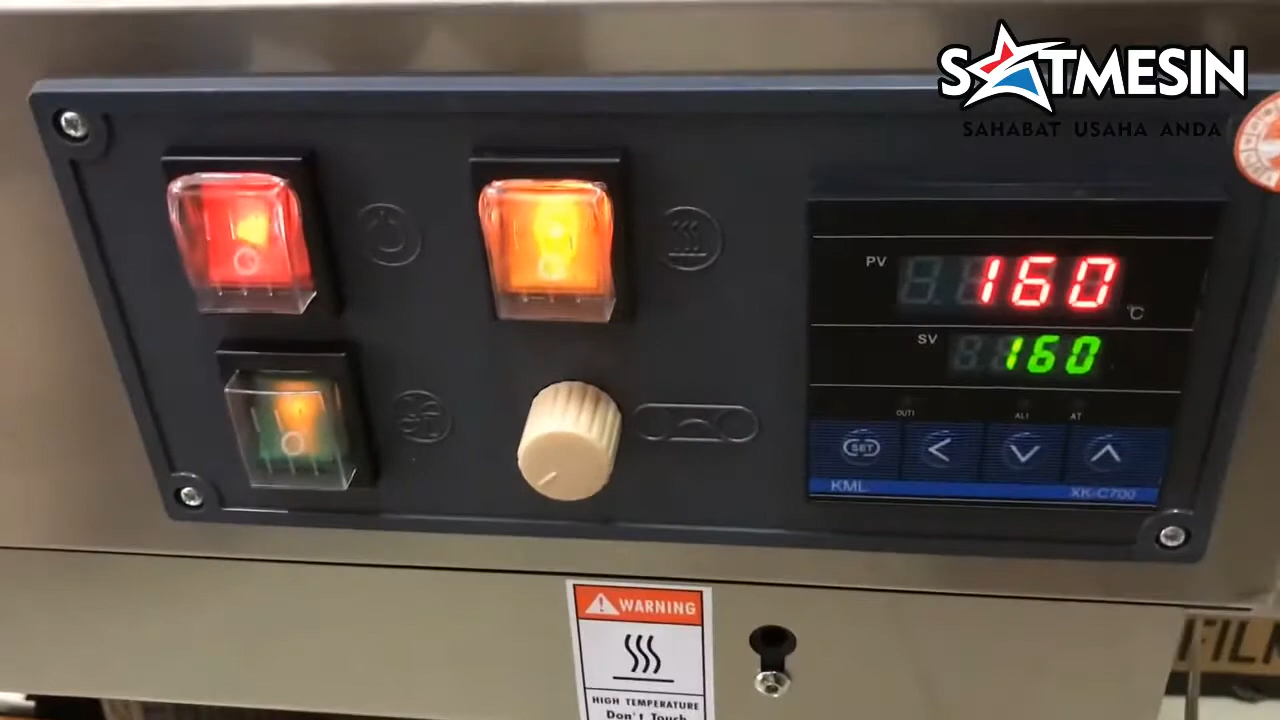 SATMESIN
SAHABAT USAHA ANDA
PV
160
°C
SV
160
OUT1
AL1
AT
SET
KML
XK-C700
WARNING
HIGH TEMPERATURE
Don't Touch